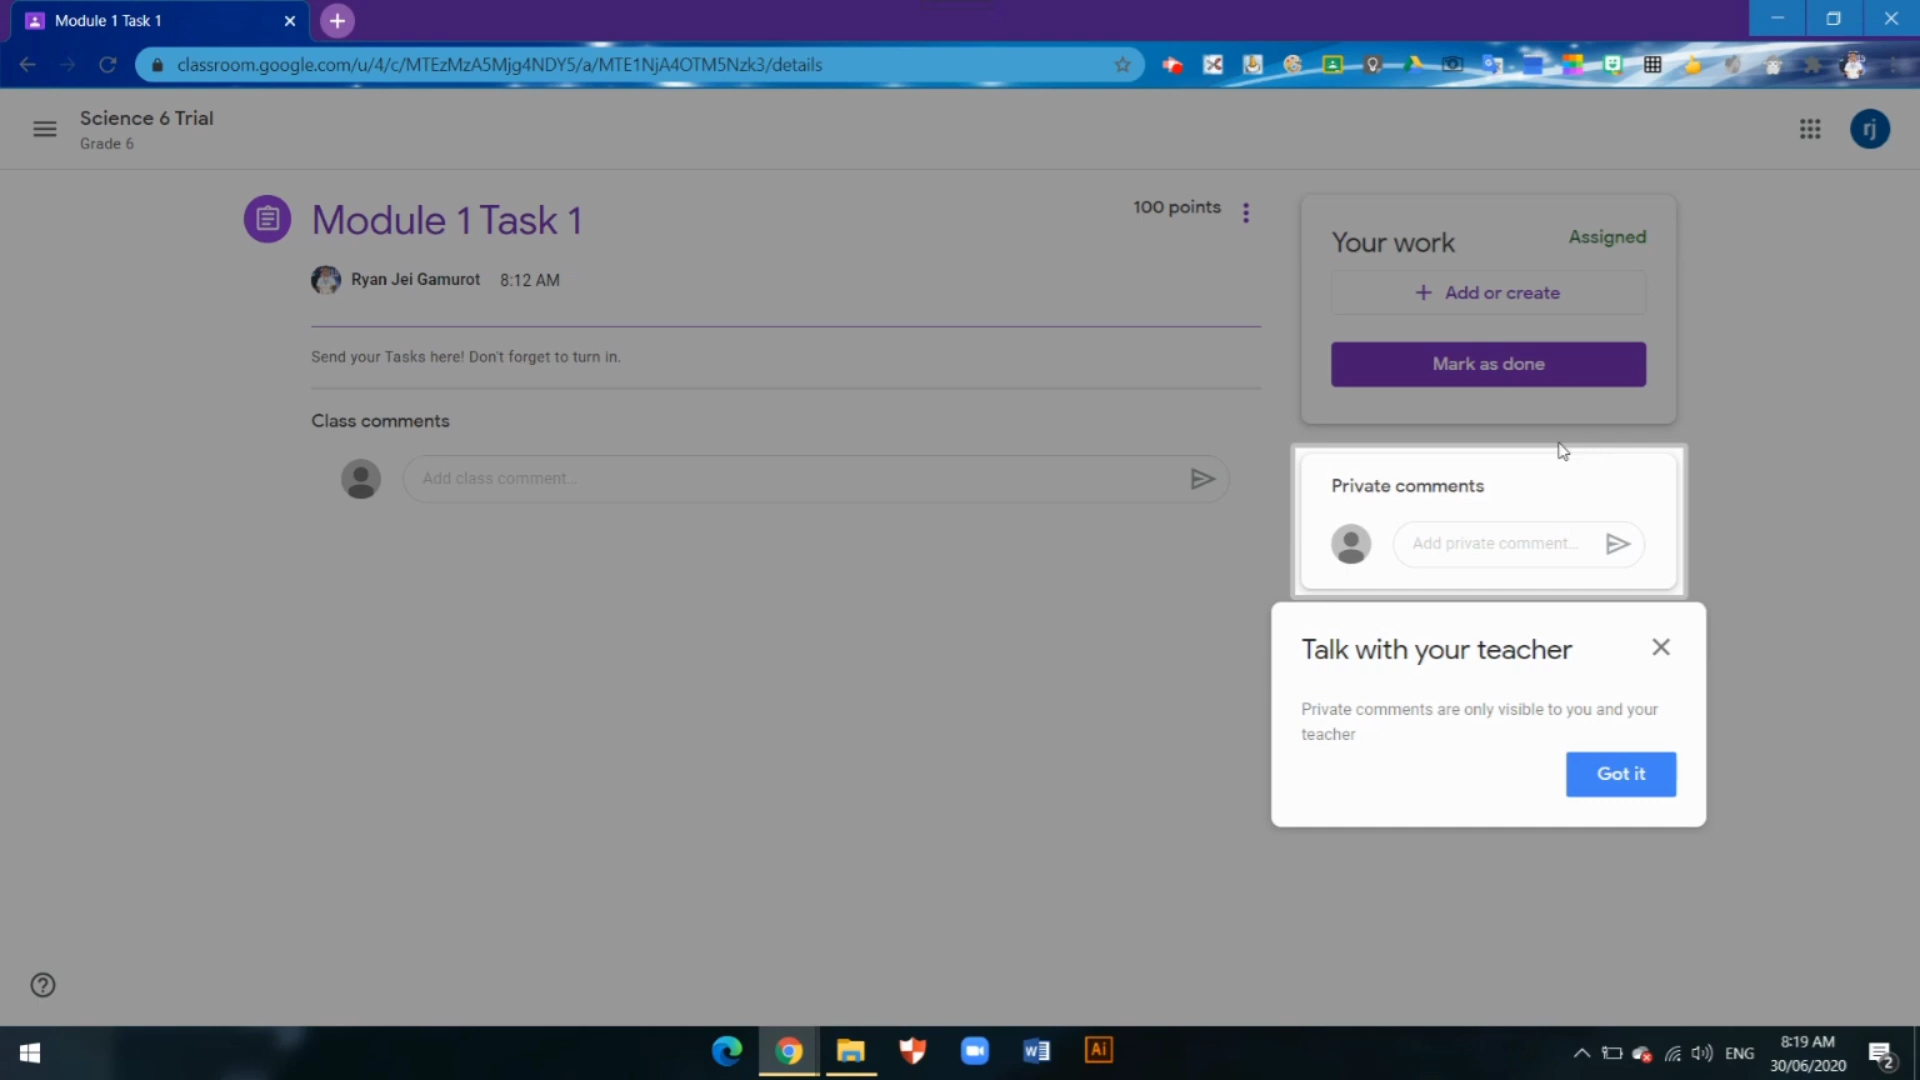 Module 1 Task 1
classroom.google.com/u/4/c/MTEzMzA5Mjg4NDY5/a/MTE1NjA4OTM5Nzk3/details
Science 6 Trial
Grade 6
rj
Module 1 Task 1
100 points
Ryan Jei Gamurot 8:12 AM
Send your Tasks here! Don't forget to turn in.
Class comments
Add class comment...
Your work
Assigned
+ Add or create
Mark as done
Private comments
Add private comment...
Talk with your teacher
Private comments are only visible to you and your
teacher
Got it
Ai
ENG
8:19 AM
30/06/2020
2